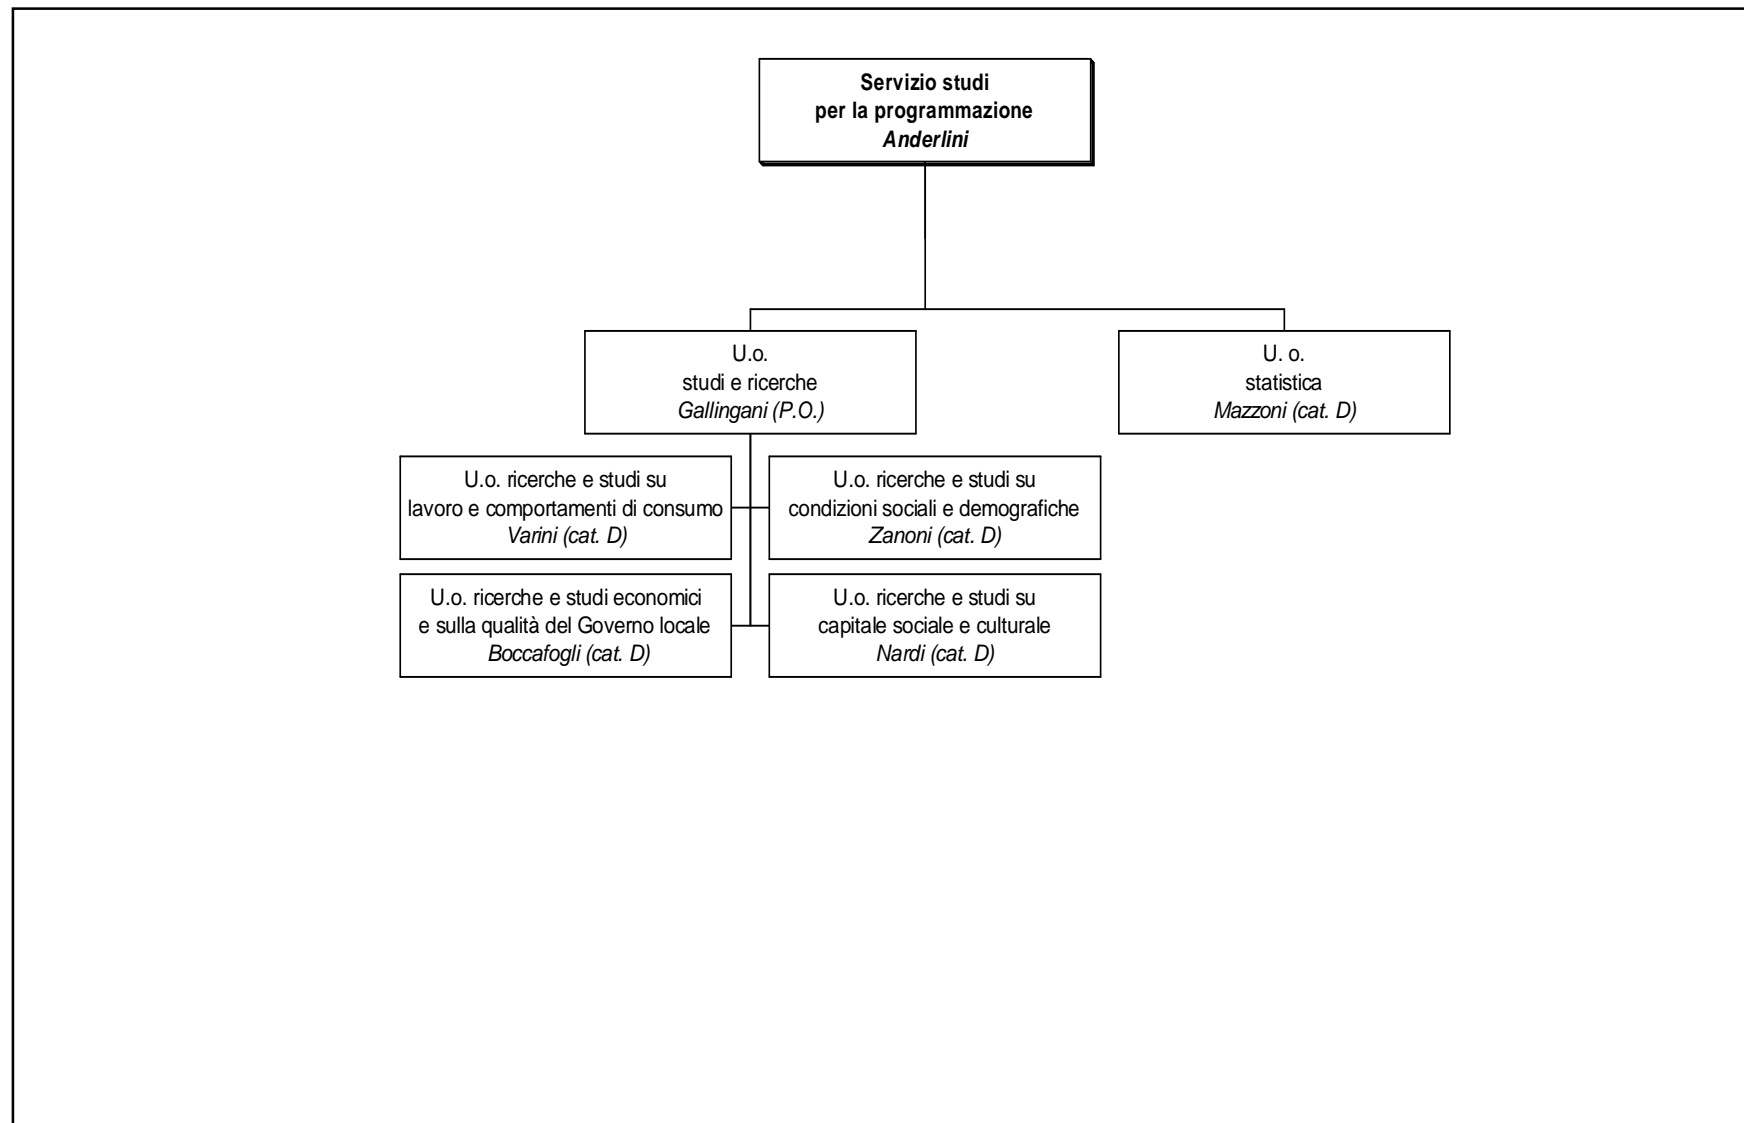 Servizio studi
per la programmazione
Anderlini
U.o.
studi e ricerche
Gallingani (P.O.)
U. o.
statistica
Mazzoni (cat. D)
U.o. ricerche e studi su
lavoro e comportamenti di consumo
Varini (cat. D)
U.o. ricerche e studi su
condizioni sociali e demografiche
Zanoni (cat. D)
U.o. ricerche e studi economici
e sulla qualità del Governo locale
Boccafogli (cat. D)
U.o. ricerche e studi su
capitale sociale e culturale
Nardi (cat. D)